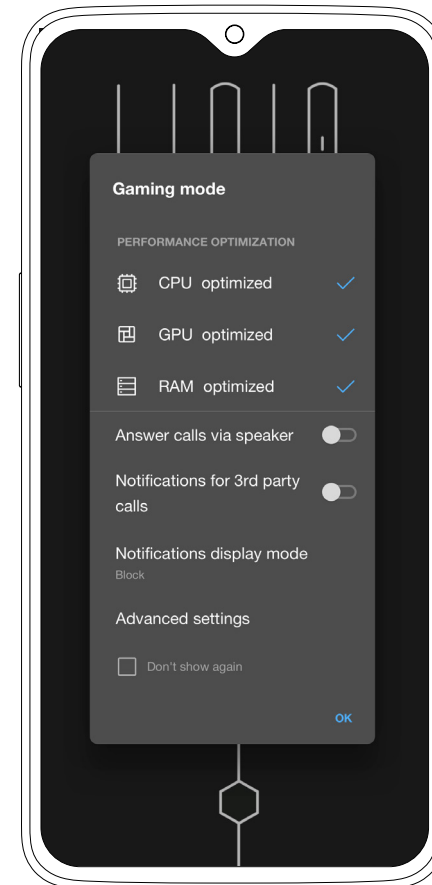 Gaming mode
PERFORMANCE OPTIMIZATION
CPU optimized
GPU optimized
RAM optimized
Answer calls via speaker
Notifications for 3rd party
calls
Notifications display mode
Block
Advanced settings
Don't show again
OK